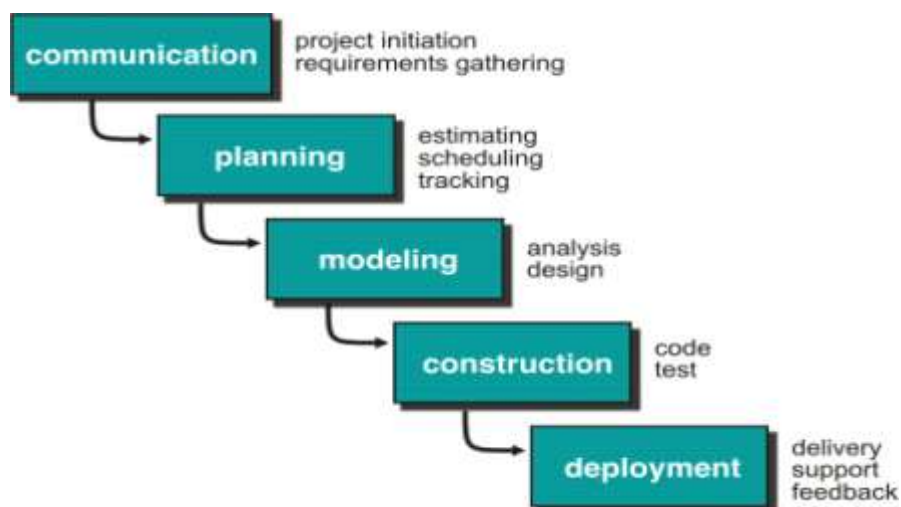 communication
project initiation
requirements gathering
planning
estimating
scheduling
tracking
modeling
analysis
design
construction
code
test
deployment
delivery
support
feedback